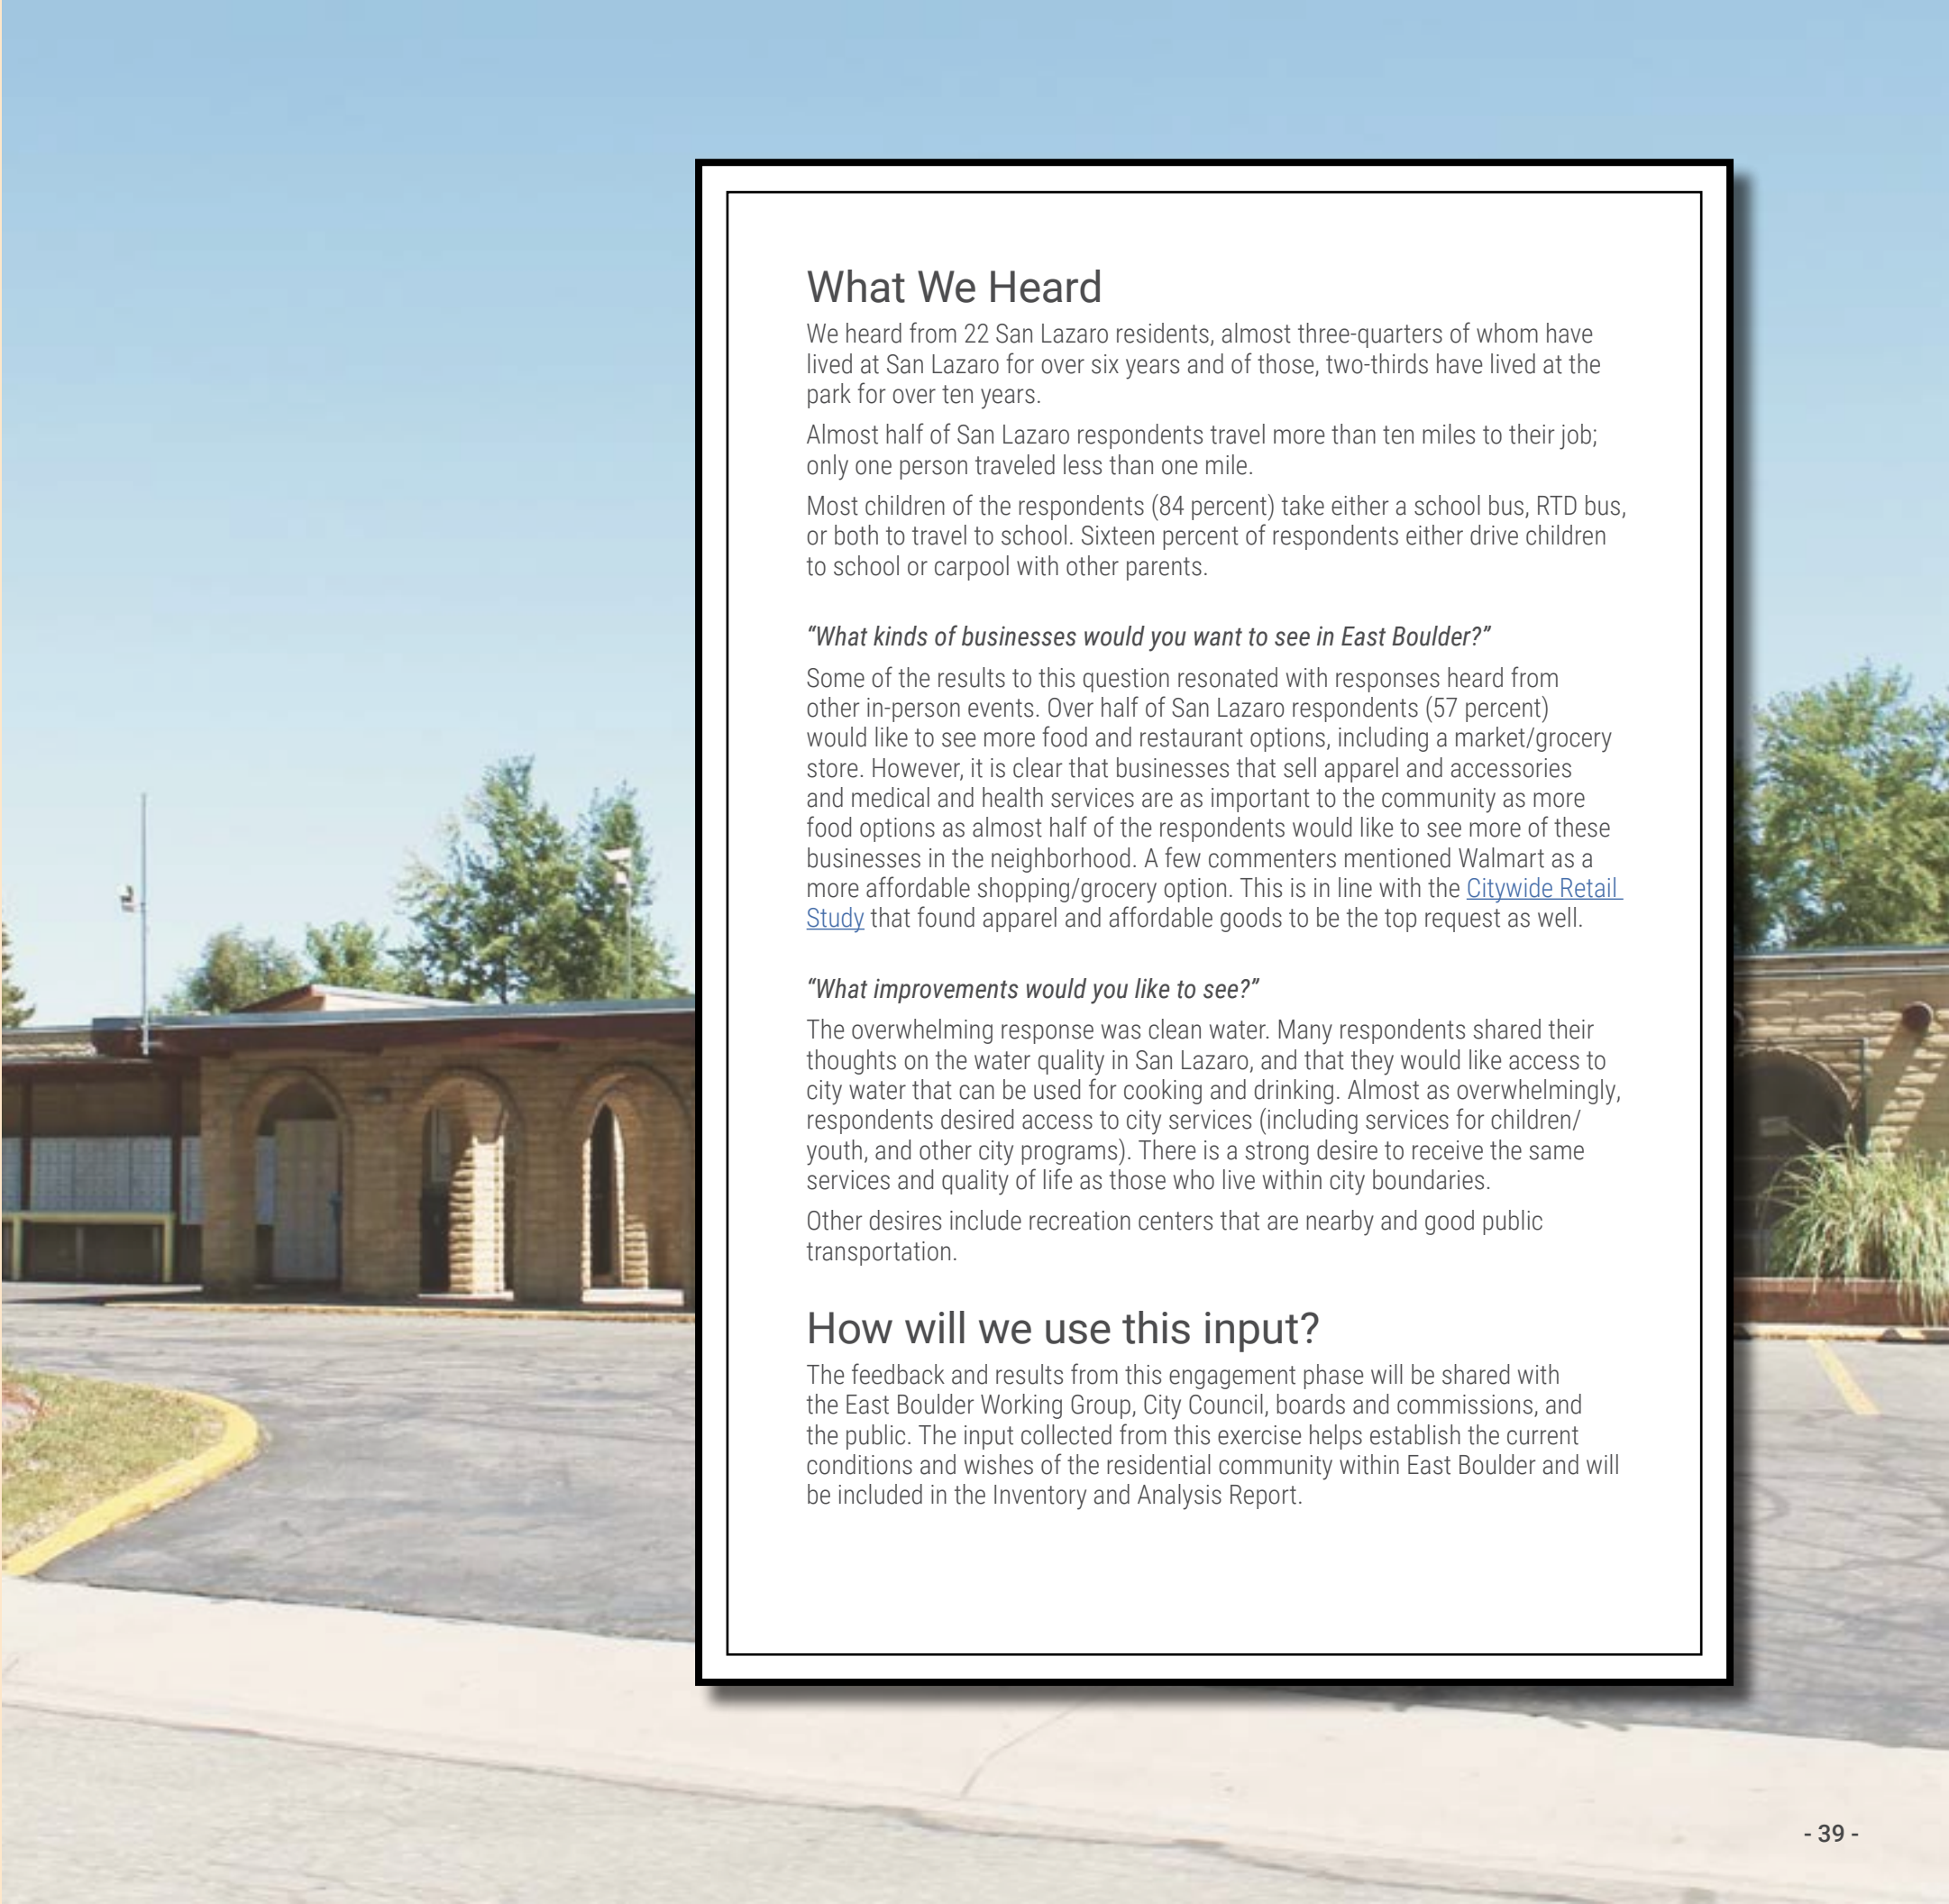 What We Heard
We heard from 22 San Lazaro residents, almost three-quarters of whom have
lived at San Lazaro for over six years and of those, two-thirds have lived at the
park for over ten years.
Almost half of San Lazaro respondents travel more than ten miles to their job;
only one person traveled less than one mile.
Most children of the respondents (84 percent) take either a school bus, RTD bus,
or both to travel to school. Sixteen percent of respondents either drive children
to school or carpool with other parents.
“What kinds of businesses would you want to see in East Boulder?”
Some of the results to this question resonated with responses heard from
other in-person events. Over half of San Lazaro respondents (57 percent)
would like to see more food and restaurant options, including a market/grocery
store. However, it is clear that businesses that sell apparel and accessories
and medical and health services are as important to the community as more
food options as almost half of the respondents would like to see more of these
businesses in the neighborhood. A few commenters mentioned Walmart as a
more affordable shopping/grocery option. This is in line with the Citywide Retail
Study that found apparel and affordable goods to be the top request as well.
“What improvements would you like to see?”
The overwhelming response was clean water. Many respondents shared their
thoughts on the water quality in San Lazaro, and that they would like access to
city water that can be used for cooking and drinking. Almost as overwhelmingly,
respondents desired access to city services (including services for children/
youth, and other city programs). There is a strong desire to receive the same
services and quality of life as those who live within city boundaries.
Other desires include recreation centers that are nearby and good public
transportation.
How will we use this input?
The feedback and results from this engagement phase will be shared with
the East Boulder Working Group, City Council, boards and commissions, and
the public. The input collected from this exercise helps establish the current
conditions and wishes of the residential community within East Boulder and will
be included in the Inventory and Analysis Report.
- 39 -